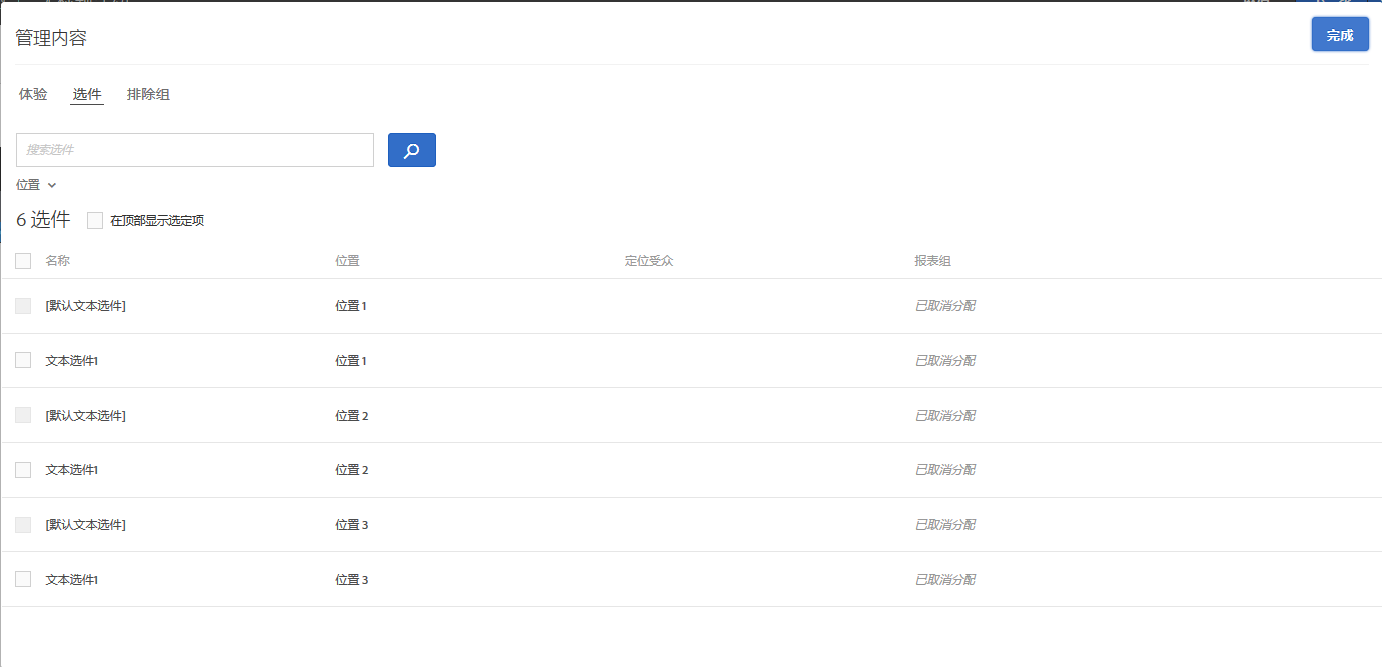 管理内容
完成
体验 选件 排除组
搜索选件
位置
6 选件 在顶部显示选定项
名称 位置 定位受众 报表组
[默认文本选件] 位置 1 已取消分配
文本选件1 位置 1 已取消分配
[默认文本选件] 位置 2 已取消分配
文本选件1 位置 2 已取消分配
[默认文本选件] 位置 3 已取消分配
文本选件1 位置 3 已取消分配